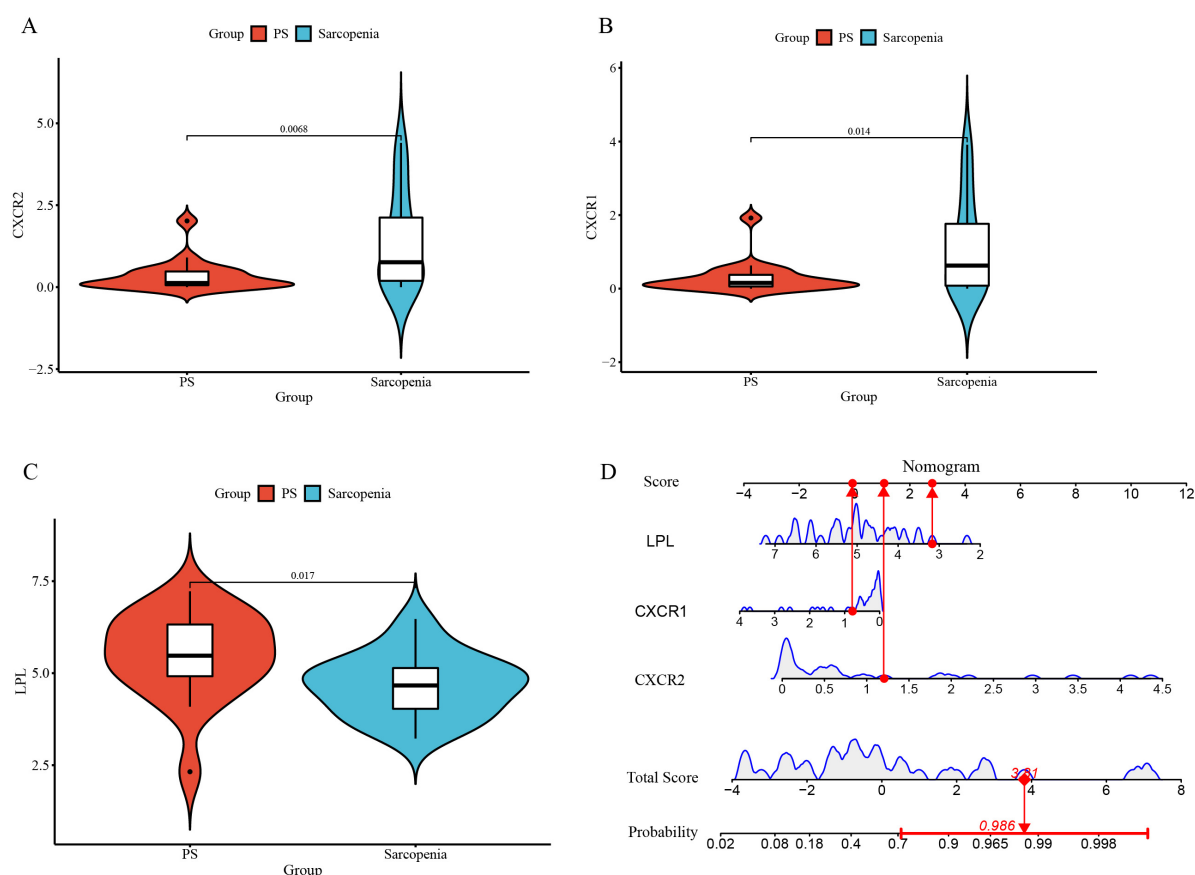 A
Group PS Sarcopenia
CXCR2
5.0
2.5
0.0
−2.5
0.0068
PS Sarcopenia
Group
B
Group PS Sarcopenia
CXCR1
6
4
2
0
−2
0.014
PS Sarcopenia
Group
C
Group PS Sarcopenia
LPL
7.5
5.0
2.5
0.017
PS Sarcopenia
Group
D
Nomogram
Score
−4 −2 0 2 4 6 8 10 12
LPL
7 6 5 4 3 2
CXCR1
4 3 2 1 0
CXCR2
0 0.5 1 1.5 2 2.5 3 3.5 4 4.5
Total Score
3.81
−4 −2 0 2 4 6 8
Probability
0.986
0.02 0.08 0.18 0.4 0.7 0.9 0.965 0.99 0.998